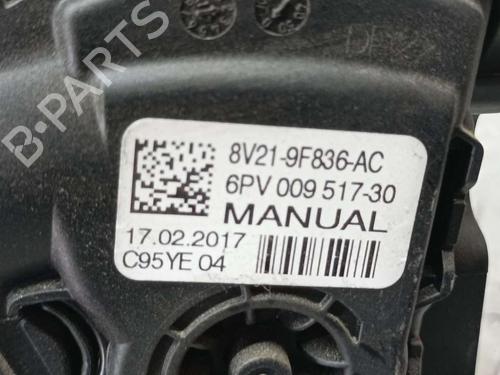 B-PARTS
8V21-9F836-AC
6PV 009 517-30
MANUAL
17.02.2017
C95YE 04